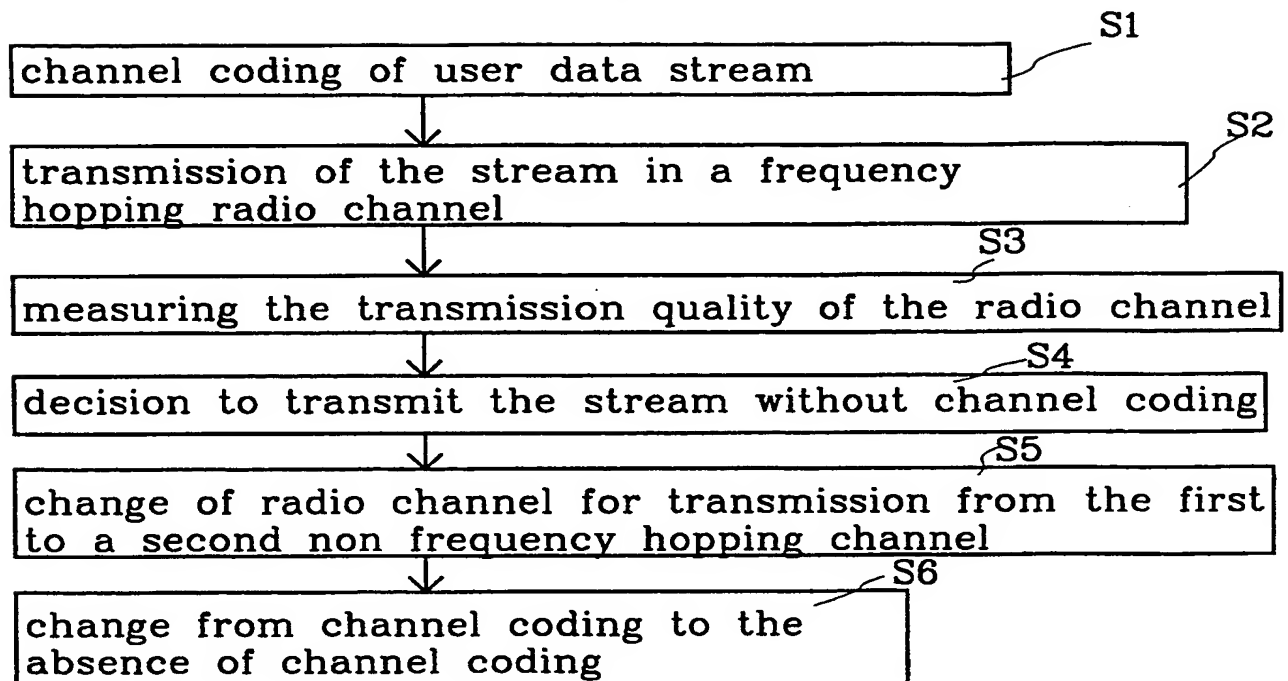 S1
channel coding of user data stream
S2
transmission of the stream in a frequency
hopping radio channel
S3
measuring the transmission quality of the radio channel
S4
decision to transmit the stream without channel coding
S5
change of radio channel for transmission from the first
to a second non frequency hopping channel
S6
change from channel coding to the
absence of channel coding